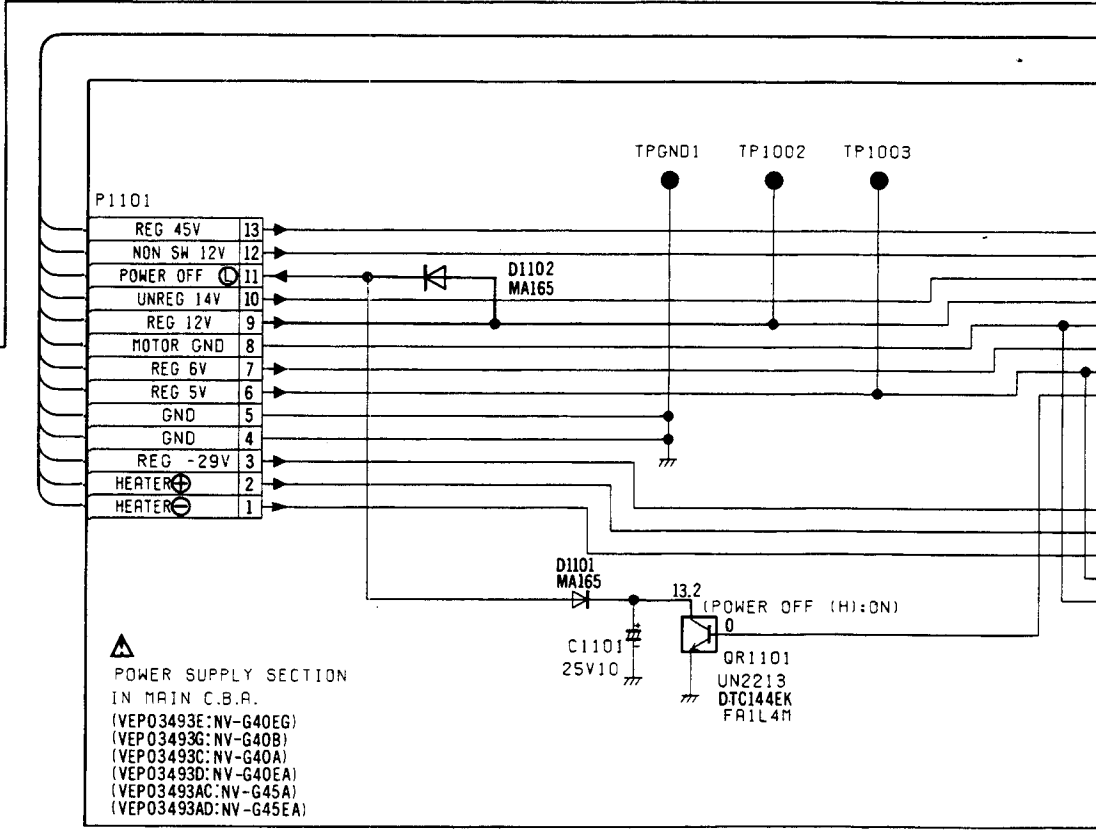 TPGND1 TP1002 TP1003
P1101
REG 45V 13
NON SW 12V 12
POWER OFF Ⓛ 11
UNREG 14V 10
REG 12V 9
MOTOR GND 8
REG 6V 7
REG 5V 6
GND 5
GND 4
REG -29V 3
HEATER⊕ 2
HEATER⊖ 1
D1102
MA165
D1101
MA165
13.2
(POWER OFF (H):ON)
0
C1101
25V10
+
QR1101
UN2213
DTC144EK
FA1L4M
POWER SUPPLY SECTION
IN MAIN C.B.A.
(VEP03493E:NV-G40EG)
(VEP03493G:NV-G40B)
(VEP03493C:NV-G40A)
(VEP03493D:NV-G40EA)
(VEP03493AC:NV-G45A)
(VEP03493AD:NV-G45EA)